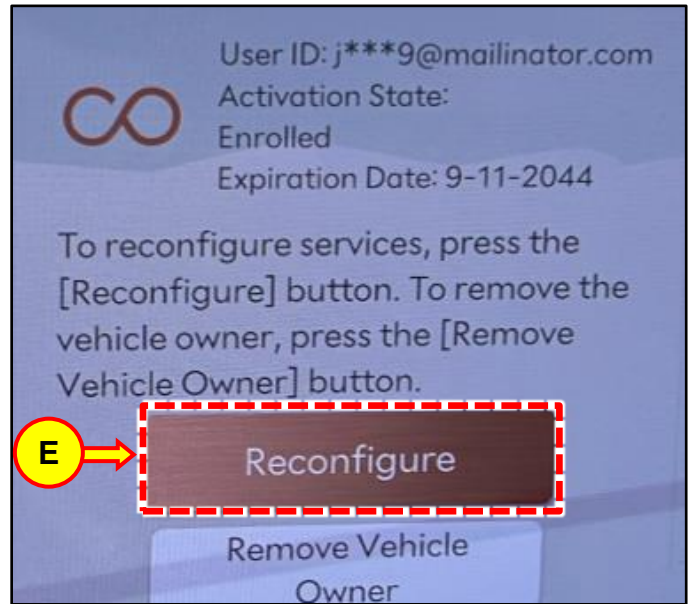 User ID: j***9@mailinator.com
Activation State:
Enrolled
Expiration Date: 9-11-2044
To reconfigure services, press the
[Reconfigure] button. To remove the
vehicle owner, press the [Remove
Vehicle Owner] button.
E
Reconfigure
Remove Vehicle
Owner